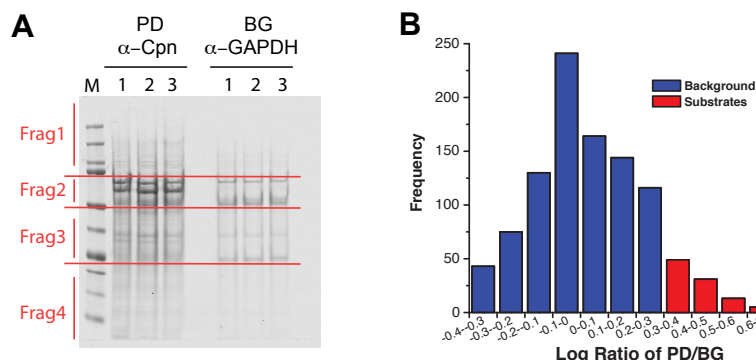 A
PD
α-Cpn
BG
α-GAPDH
M 1 2 3 1 2 3
Frag1
Frag2
Frag3
Frag4
B
250
200
150
100
50
0
Frequency
Background
Substrates
-0.4--0.3
-0.3--0.2
-0.2--0.1
-0.1-0
0-0.1
0.1-0.2
0.2-0.3
0.3-0.4
0.4-0.5
0.5-0.6
Log Ratio of PD/BG